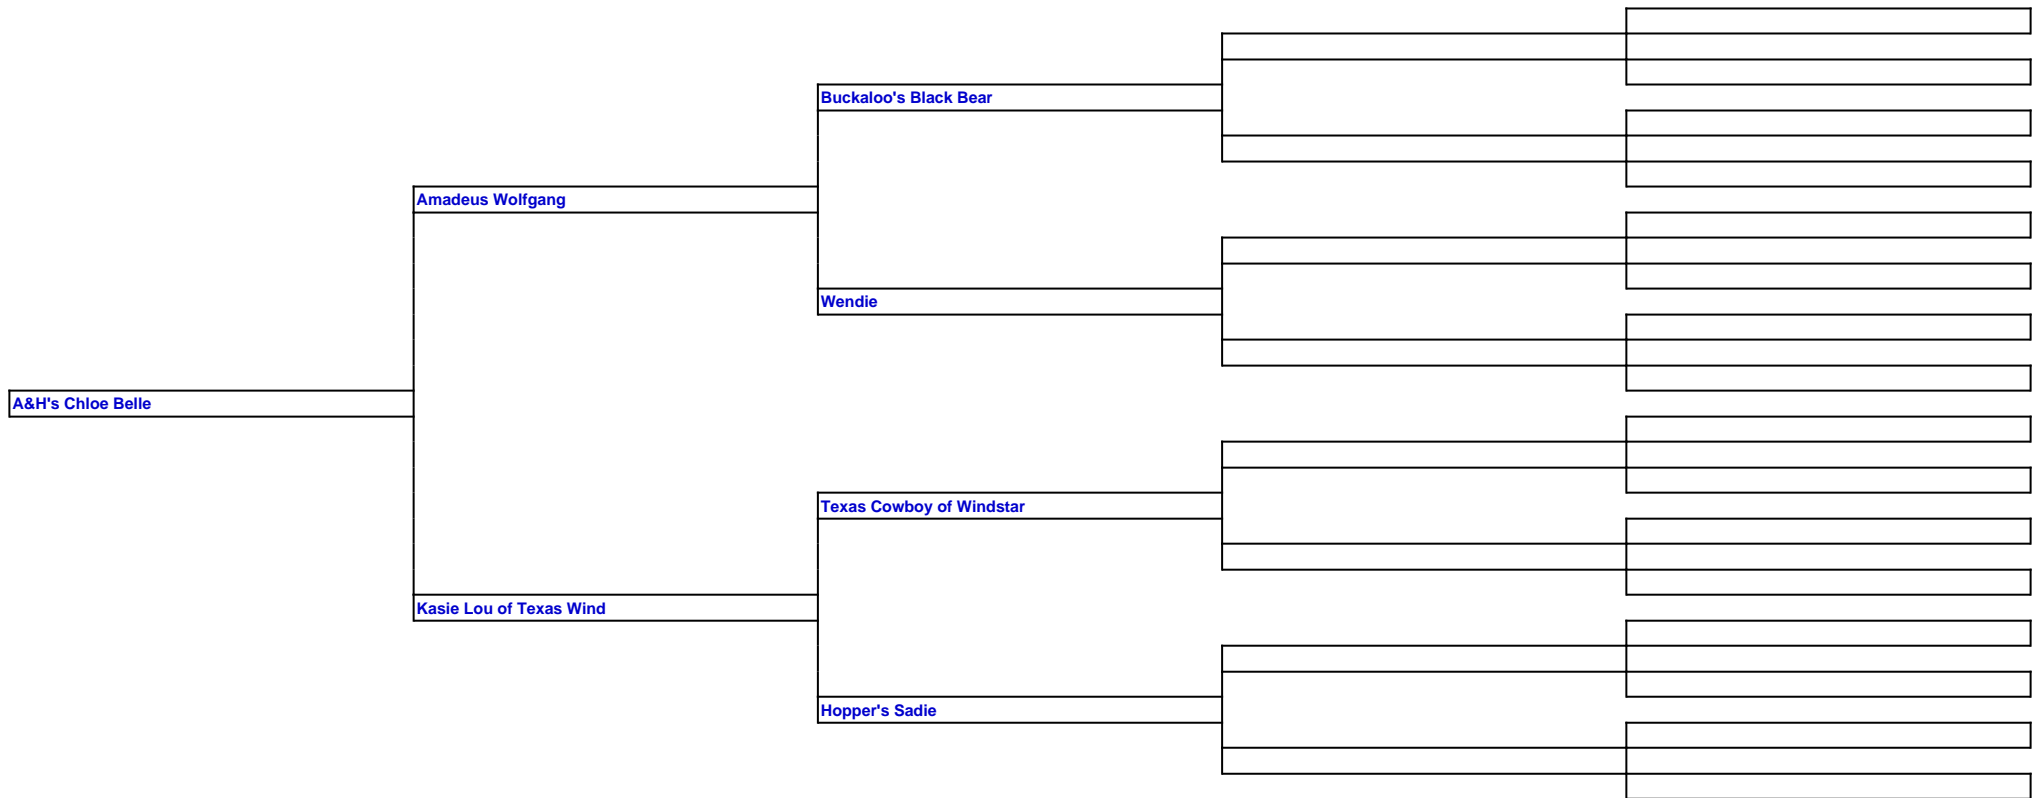 Buckaloo's Black Bear
Amadeus Wolfgang
Wendie
A&H's Chloe Belle
Texas Cowboy of Windstar
Kasie Lou of Texas Wind
Hopper's Sadie